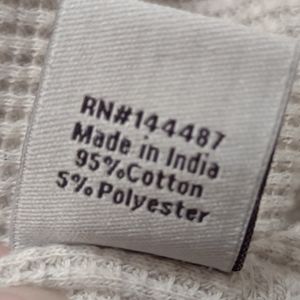 RN#144487
Made in India
95%Cotton
5%Polyester